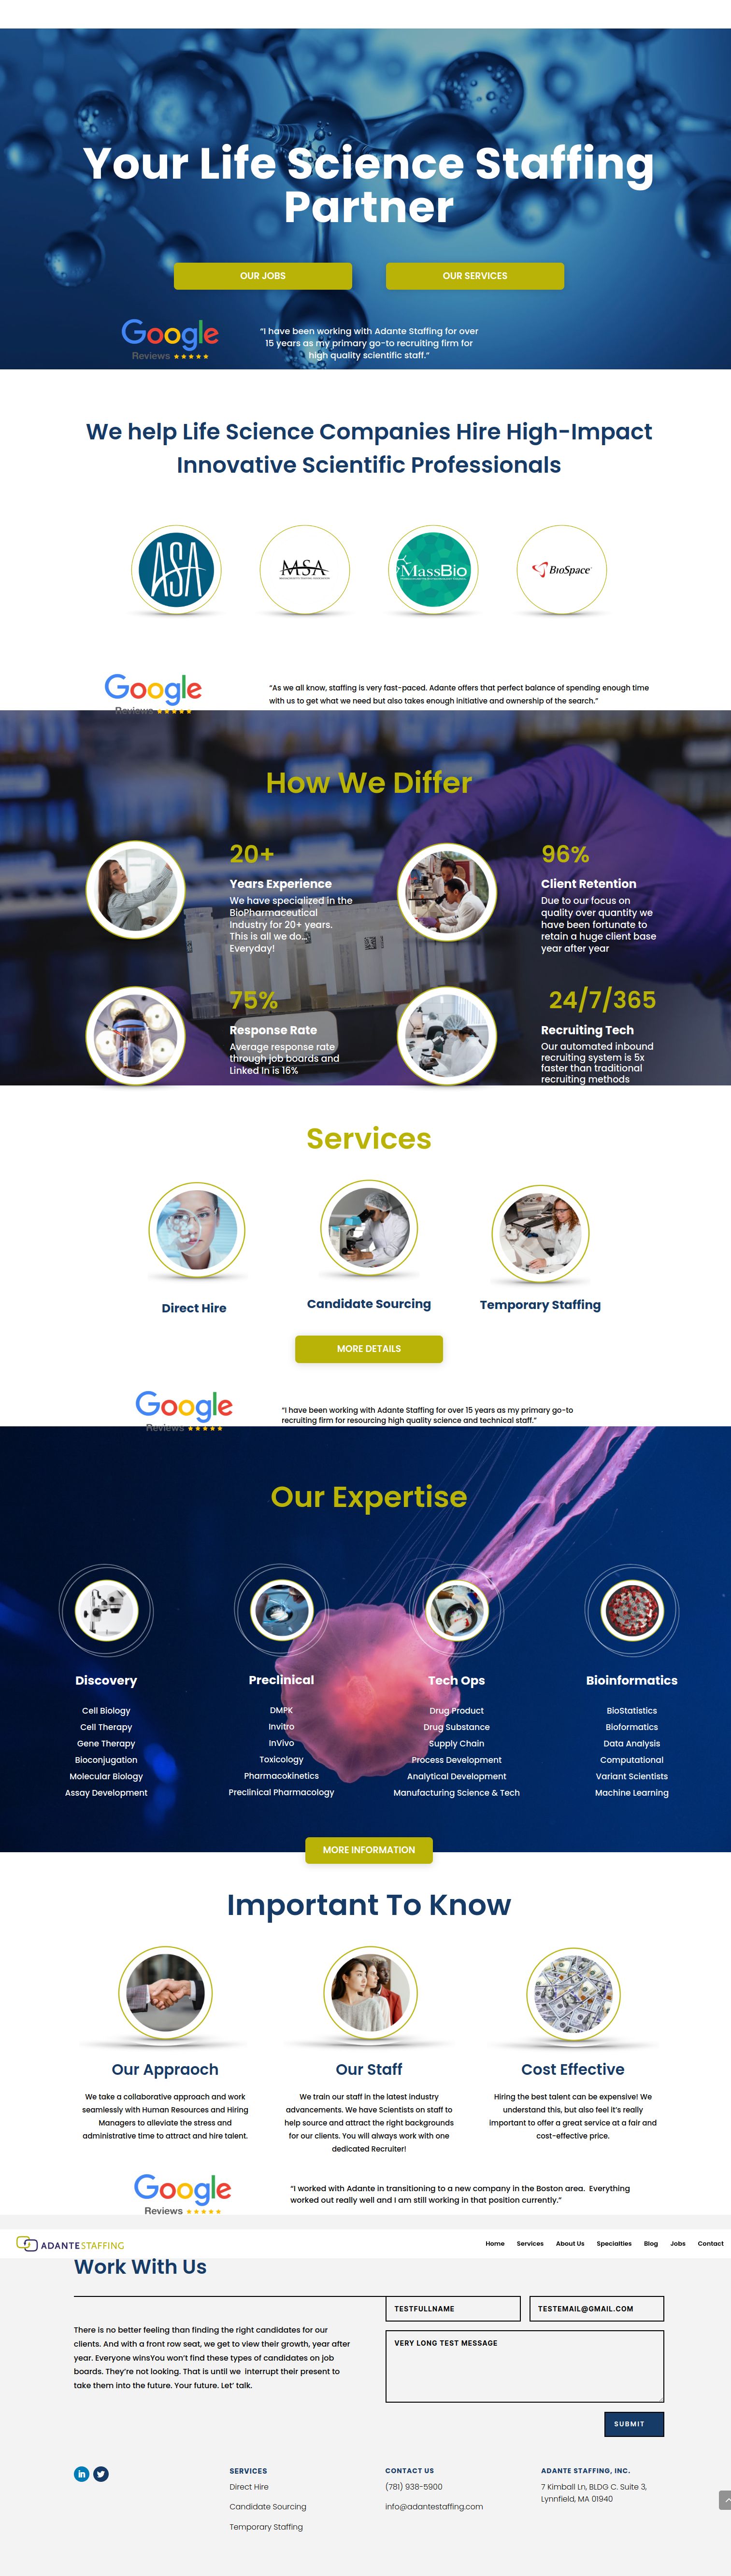 Your Life Science Staffing
Partner
OUR JOBS
OUR SERVICES
Google
Reviews
"I have been working with Adante Staffing for over
15 years as my primary go-to recruiting firm for
high quality scientific staff."
We help Life Science Companies Hire High-Impact
Innovative Scientific Professionals
ASA
MSA
MassBio
BioSpace
Google
Reviews
"As we all know, staffing is very fast-paced. Adante offers that perfect balance of spending enough time
with us to get what we need but also takes enough initiative and ownership of the search."
How We Differ
20+
Years Experience
We have specialized in the
BioPharmaceutical
Industry for 20+ years.
This is all we do...
Everyday!
96%
Client Retention
Due to our focus on
quality over quantity we
have been fortunate to
retain a huge client base
year after year
75%
Response Rate
Average response rate
through job boards and
Linked In is 16%
24/7/365
Recruiting Tech
Our automated inbound
recruiting system is 5x
faster than traditional
recruiting methods
Services
Direct Hire
Candidate Sourcing
Temporary Staffing
MORE DETAILS
Google
Reviews
"I have been working with Adante Staffing for over 15 years as my primary go-to
recruiting firm for resourcing high quality science and technical staff."
Our Expertise
Discovery
Cell Biology
Cell Therapy
Gene Therapy
Bioconjugation
Molecular Biology
Assay Development
Preclinical
DMPK
Invitro
InVivo
Toxicology
Pharmacokinetics
Preclinical Pharmacology
Tech Ops
Drug Product
Drug Substance
Supply Chain
Process Development
Analytical Development
Manufacturing Science & Tech
Bioinformatics
BioStatistics
Bioformatics
Data Analysis
Computational
Variant Scientists
Machine Learning
MORE INFORMATION
Important To Know
Our Appraoch
We take a collaborative approach and work
seamlessly with Human Resources and Hiring
Managers to alleviate the stress and
administrative time to attract and hire talent.
Our Staff
We train our staff in the latest industry
advancements. We have Scientists on staff to
help source and attract the right backgrounds
for our clients. You will always work with one
dedicated Recruiter!
Cost Effective
Hiring the best talent can be expensive! We
understand this, but also feel it's really
important to offer a great service at a fair and
cost-effective price.
Google
Reviews
"I worked with Adante in transitioning to a new company in the Boston area. Everything
worked out really well and I am still working in that position currently."
ADANTE STAFFING
Home Services About Us Specialties Blog Jobs Contact
Work With Us
There is no better feeling than finding the right candidates for our
clients. And with a front row seat, we get to view their growth, year after
year. Everyone winsYou won't find these types of candidates on job
boards. They're not looking. That is until we interrupt their present to
take them into the future. Your future. Let' talk.
TESTFULLNAME
TESTEMAIL@GMAIL.COM
VERY LONG TEST MESSAGE
SUBMIT
SERVICES
Direct Hire
Candidate Sourcing
Temporary Staffing
CONTACT US
(781) 938-5900
info@adantestaffing.com
ADANTE STAFFING, INC.
7 Kimball Ln, BLDG C. Suite 3,
Lynnfield, MA 01940